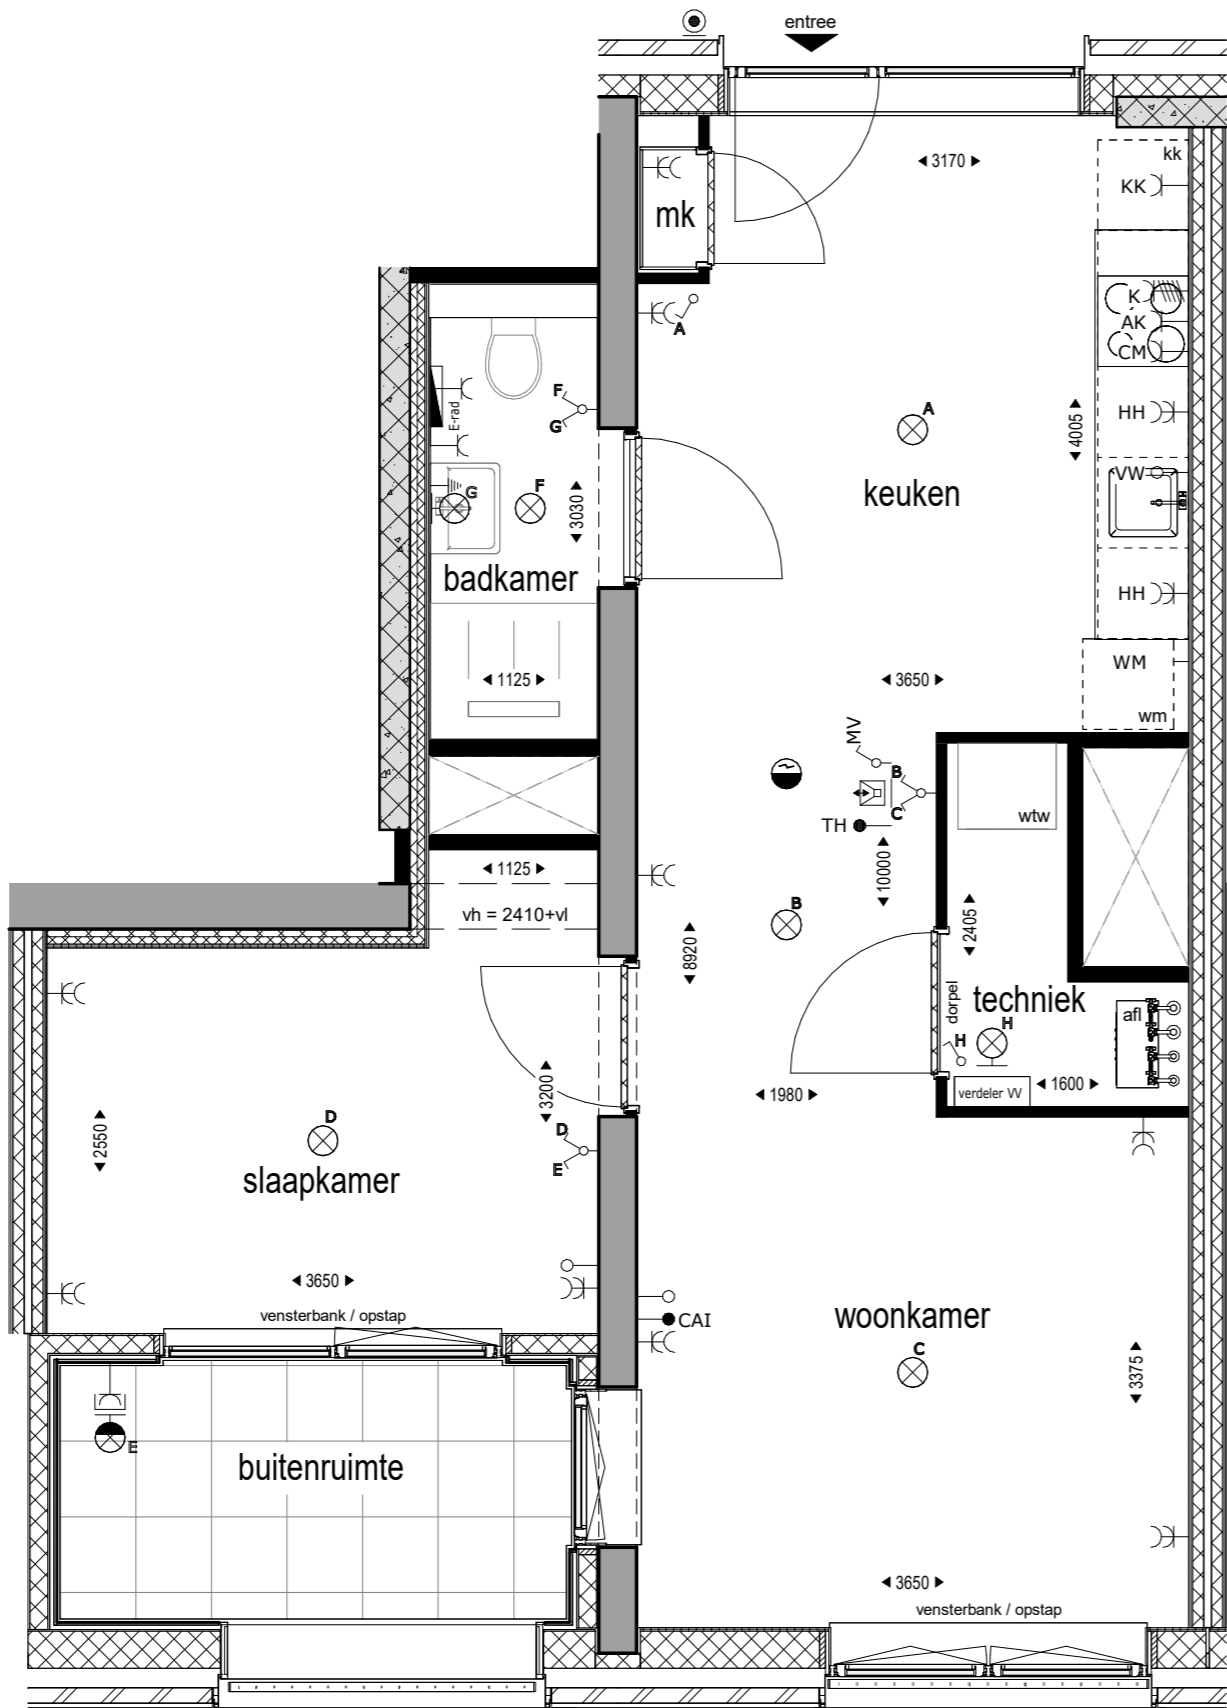 entree
3170
kk
KK
mk
A
K
AK
CM
A
4005
HH
F
G
E-rad
keuken
VW
G
F
3030
badkamer
HH
WM
1125
3650
wm
MV
B
C
wtw
TH
1125
10000
vh = 2410+vl
B
8920
2405
dorpel
techniek
afl
H
H
3200
verdeler VV
1600
1980
D
D
E
2550
slaapkamer
3650
vensterbank / opstap
CAI
woonkamer
C
3375
E
buitenruimte
3650
vensterbank / opstap